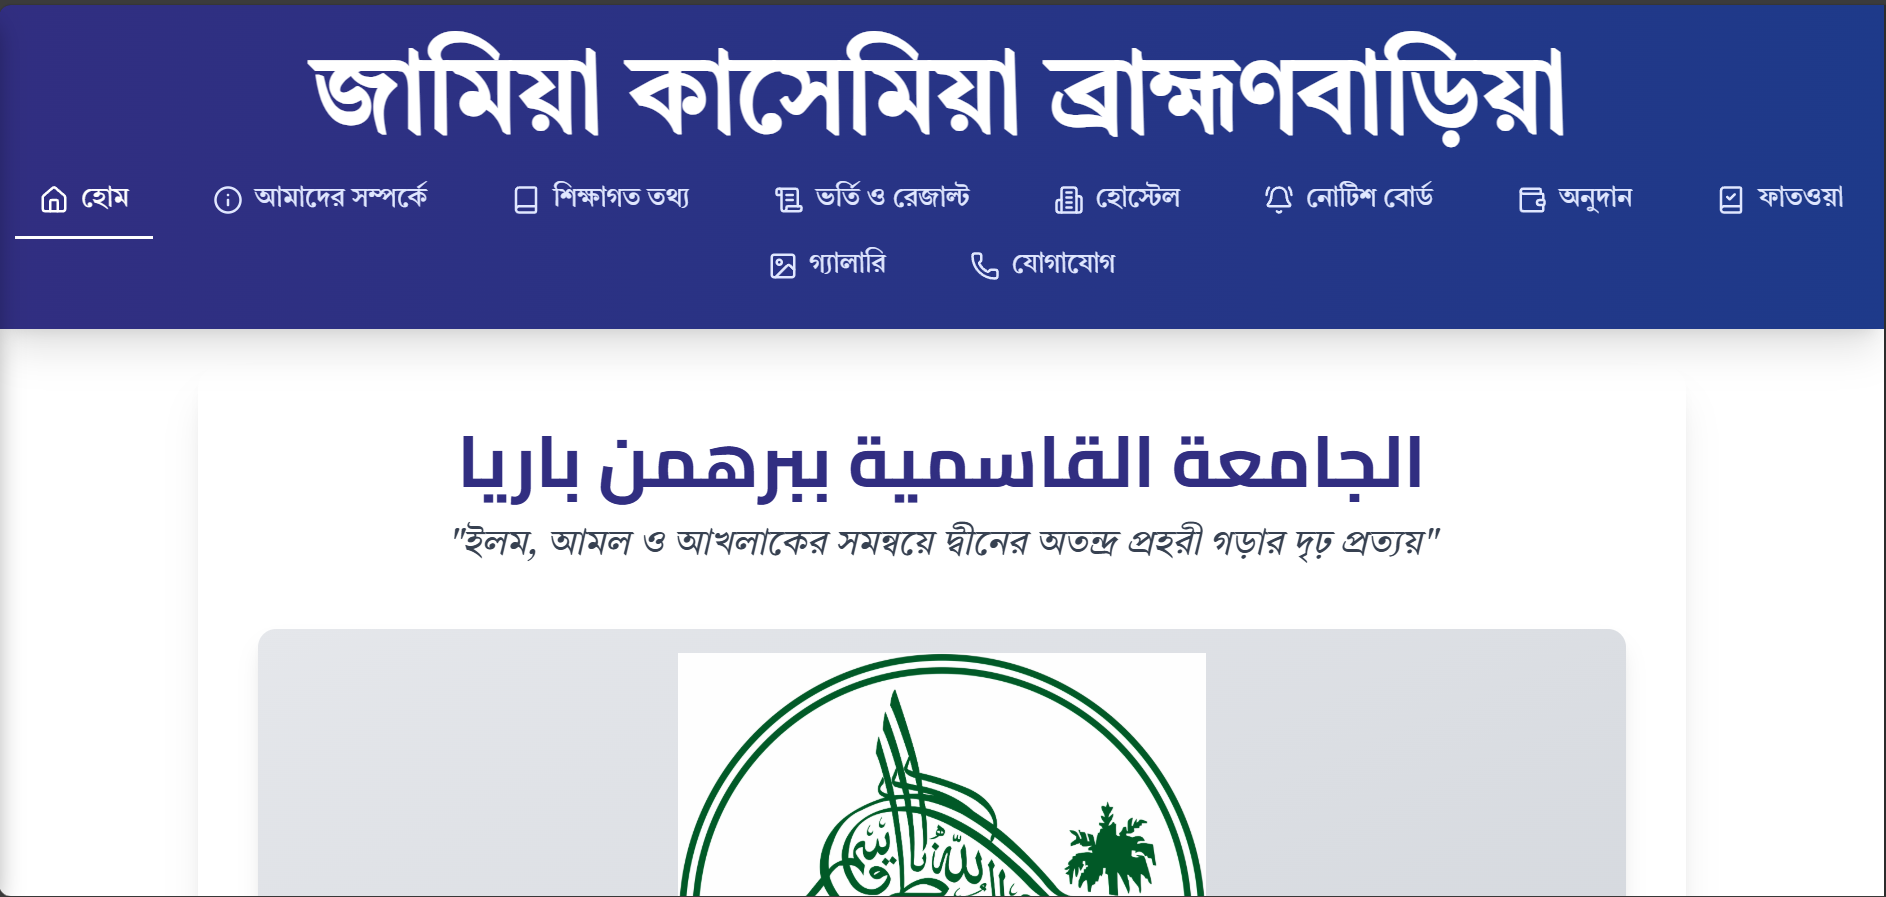 জামিয়া কাসেমিয়া ব্রাহ্মণবাড়িয়া
হোম আমাদের সম্পর্কে শিক্ষাগত তথ্য ভর্তি ও রেজাল্ট হোস্টেল নোটিশ বোর্ড অনুদান ফাতওয়া
গ্যালারি যোগাযোগ
الجامعة القاسمية ببرهمن باريا
"ইলম, আমল ও আখলাকের সমন্বয়ে দ্বীনের অতন্দ্র প্রহরী গড়ার দৃঢ় প্রত্যয়"